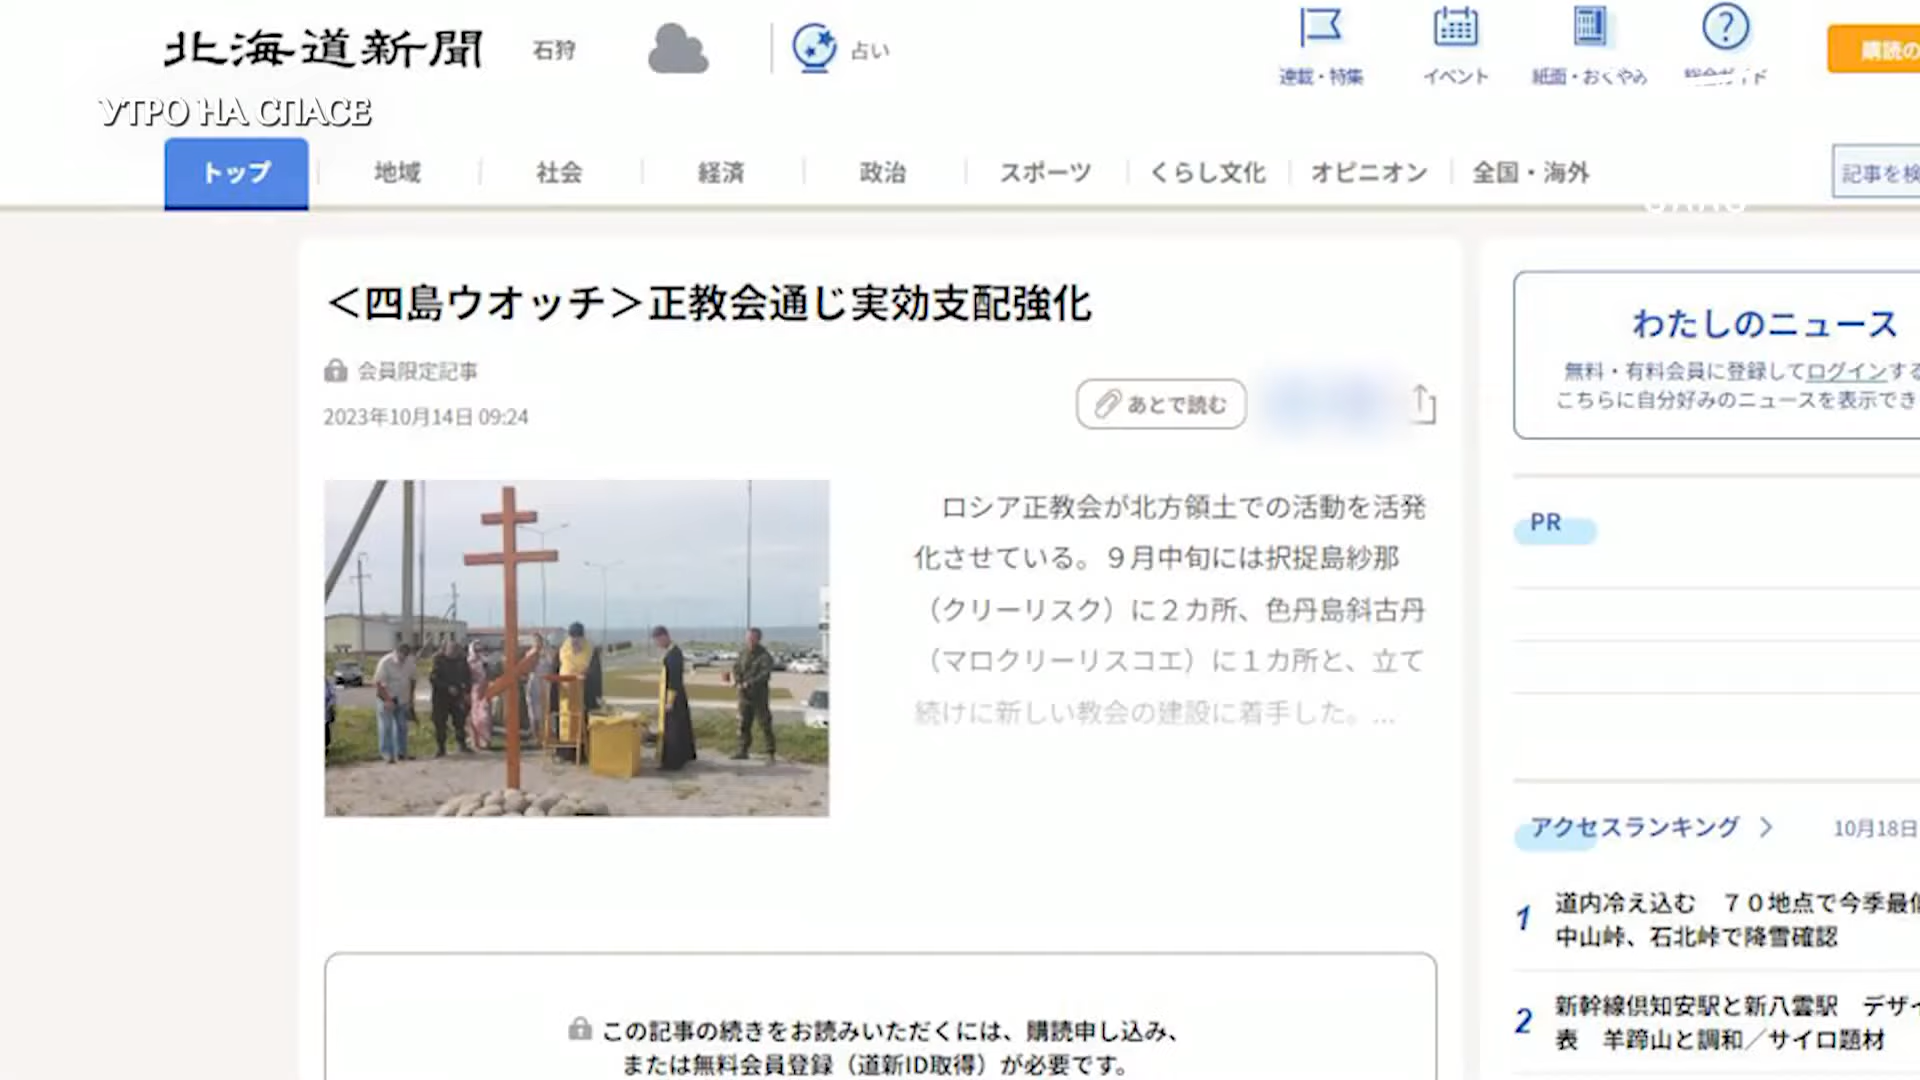 北海道新聞
石狩
占い
連載・特集
イベント
紙面・おくやみ
購読の
УТРО НА СПАСЕ
トップ
地域
社会
経済
政治
スポーツ
くらし文化
オピニオン
全国・海外
記事を検
＜四島ウオッチ＞正教会通じ実効支配強化
会員限定記事
2023年10月14日 09:24
あとで読む
ロシア正教会が北方領土での活動を活発
化させている。９月中旬には択捉島紗那
（クリーリスク）に２カ所、色丹島斜古丹
（マロクリーリスコエ）に１カ所と、立て
続けに新しい教会の建設に着手した。...
この記事の続きをお読みいただくには、購読申し込み、
または無料会員登録（道新ID取得）が必要です。
わたしのニュース
無料・有料会員に登録してログインする
こちらに自分好みのニュースを表示でき
PR
アクセスランキング
10月18日
1
道内冷え込む　７０地点で今季最低
中山峠、石北峠で降雪確認
2
新幹線倶知安駅と新八雲駅　デザイ
表　羊蹄山と調和／サイロ題材